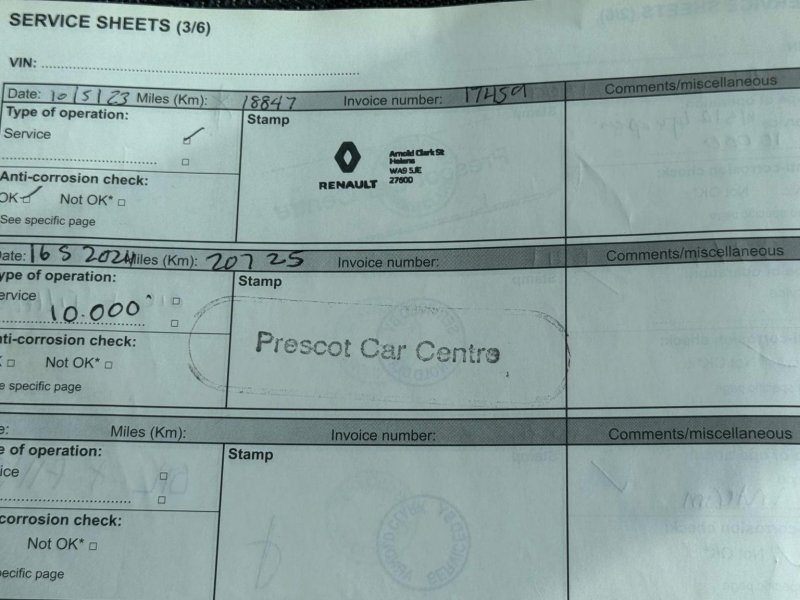 SERVICE SHEETS (3/6)
VIN:
Date: 10/5/23 Miles (Km): 18847 Invoice number: 17459 Comments/miscellaneous
Type of operation:
Service
Stamp
Arnold Clark St
Helens
WA9 5JE
27600
RENAULT
Anti-corrosion check:
OK Not OK*
See specific page
Date: 16 5 2024 Miles (Km): 20725 Invoice number: Comments/miscellaneous
ype of operation:
ervice
10.000
Stamp
Prescot Car Centre
nti-corrosion check:
Not OK*
e specific page
e: Miles (Km): Invoice number: Comments/miscellaneous
e of operation:
ice
Stamp
corrosion check:
Not OK*
pecific page